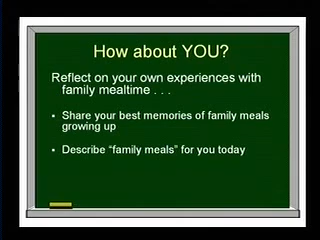 How about YOU?
Reflect on your own experiences with
family mealtime . . .
▪ Share your best memories of family meals
growing up
▪ Describe “family meals” for you today